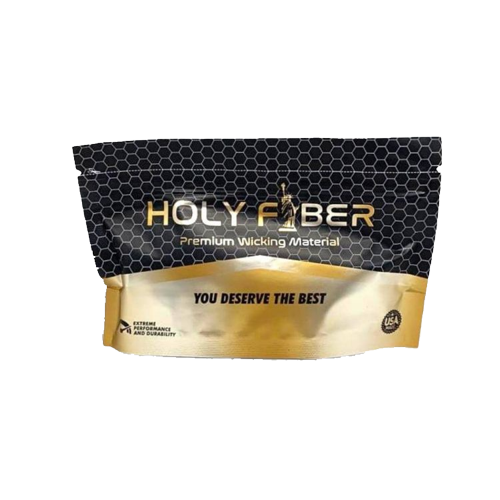 HOLY FIBER
Premium Wicking Material
YOU DESERVE THE BEST
EXTREME
PERFORMANCE
AND DURABILITY
USA